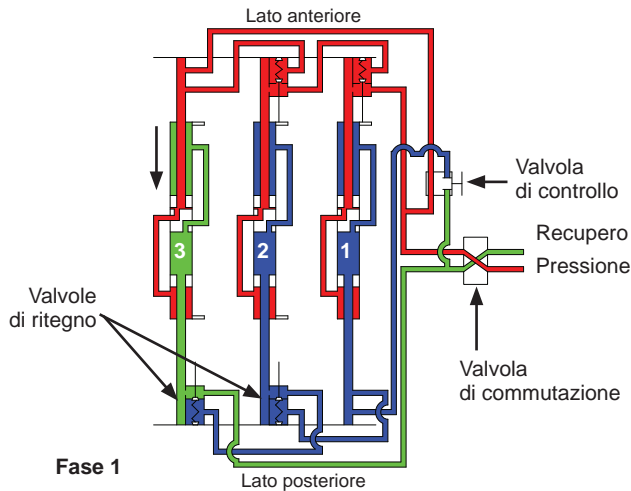 Lato anteriore
Valvola
di controllo
3
2
1
Recupero
Pressione
Valvole
di ritegno
Valvola
di commutazione
Fase 1
Lato posteriore